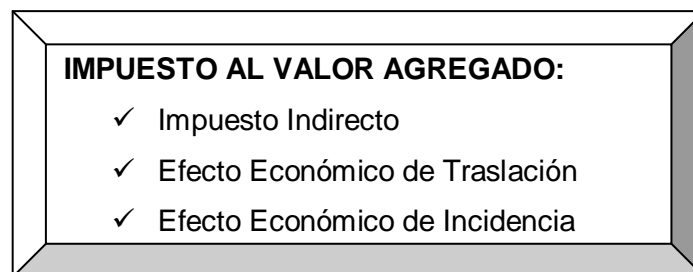 IMPUESTO AL VALOR AGREGADO:
✓ Impuesto Indirecto
✓ Efecto Económico de Traslación
✓ Efecto Económico de Incidencia